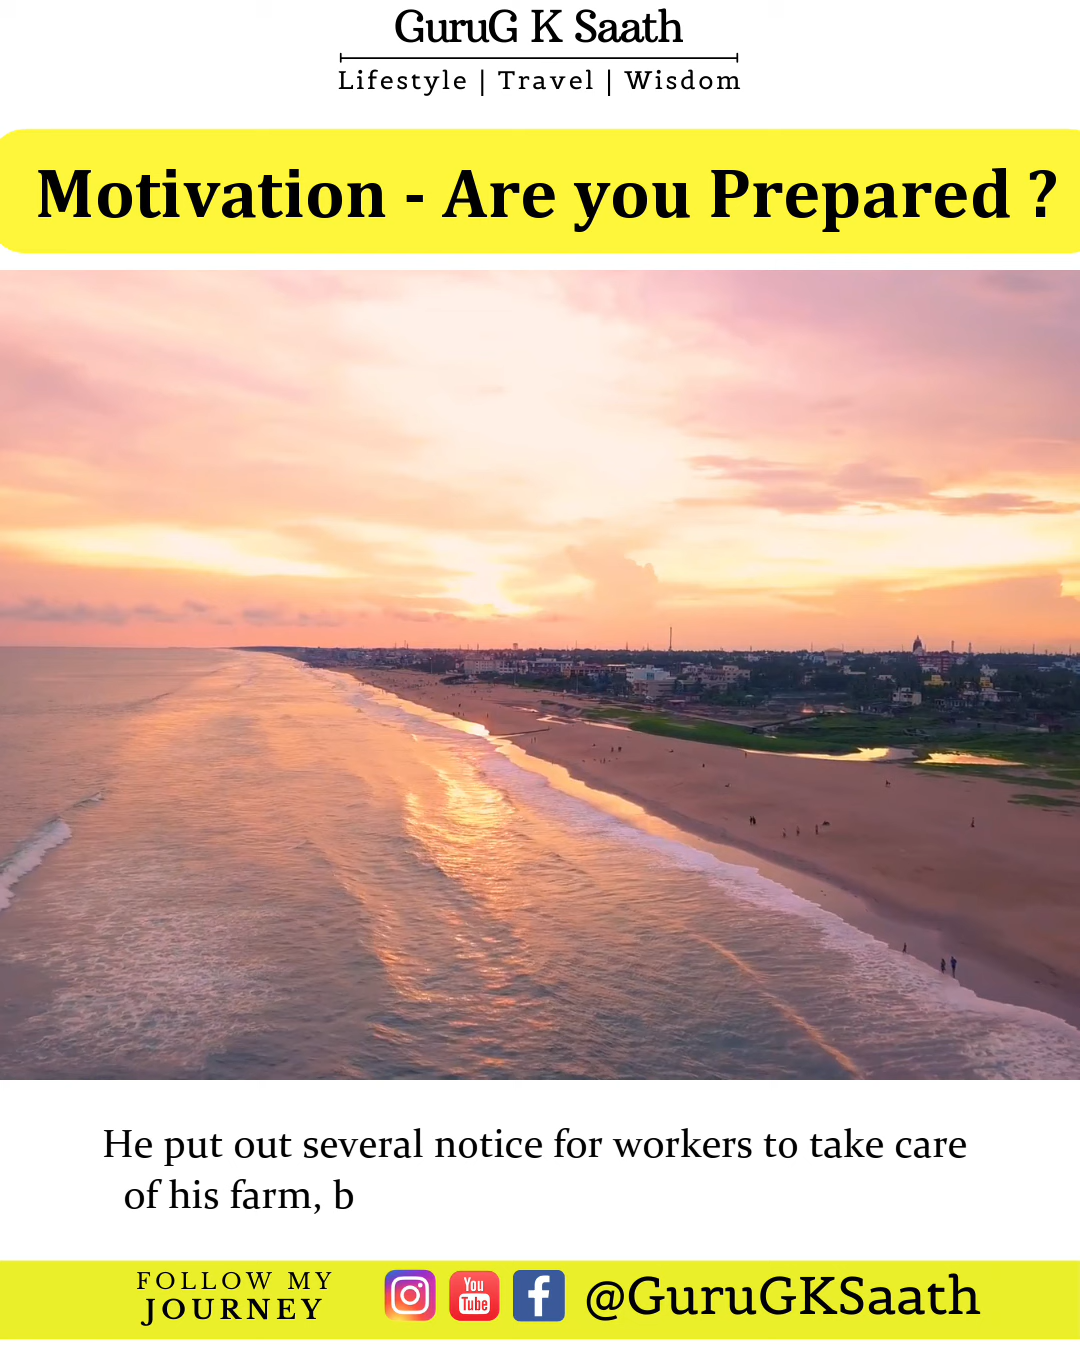 GuruG K Saath
Lifestyle | Travel | Wisdom
Motivation - Are you Prepared ?
He put out several notice for workers to take care
of his farm, b
FOLLOW MY
JOURNEY
You
Tube
@GuruGKSaath